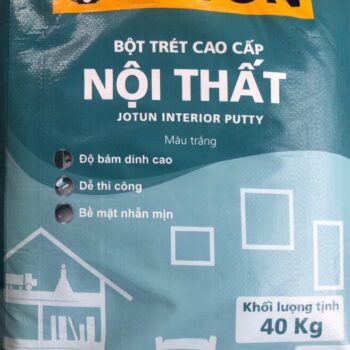 BỘT TRÉT CAO CẤP
NỘI THẤT
JOTUN INTERIOR PUTTY
Màu trắng
Độ bám dính cao
Dễ thi công
Bề mặt nhẵn mịn
Khối lượng tịnh
40 Kg